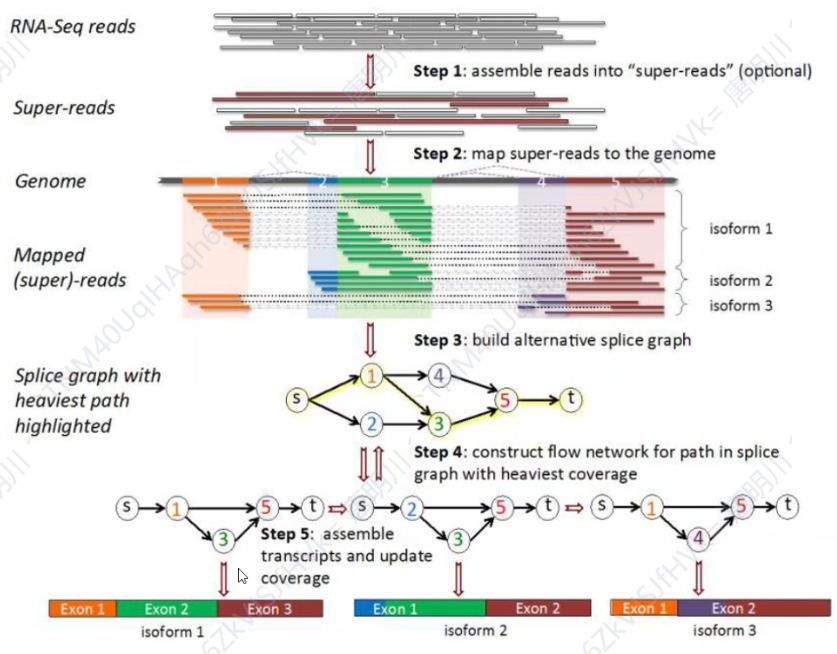 RNA-Seq reads
Step 1: assemble reads into "super-reads" (optional)
Super-reads
Step 2: map super-reads to the genome
Genome
1 2 3 4 5
isoform 1
Mapped
(super)-reads
isoform 2
isoform 3
Step 3: build alternative splice graph
Splice graph with
heaviest path
highlighted
1 4
s 5 t
2 3
Step 4: construct flow network for path in splice
graph with heaviest coverage
s 1 5 t s 2 5 t s 1 5 t
3 3 4
Step 5: assemble
transcripts and update
coverage
Exon 1 Exon 2 Exon 3 Exon 1 Exon 2 Exon 1 Exon 2
isoform 1 isoform 2 isoform 3